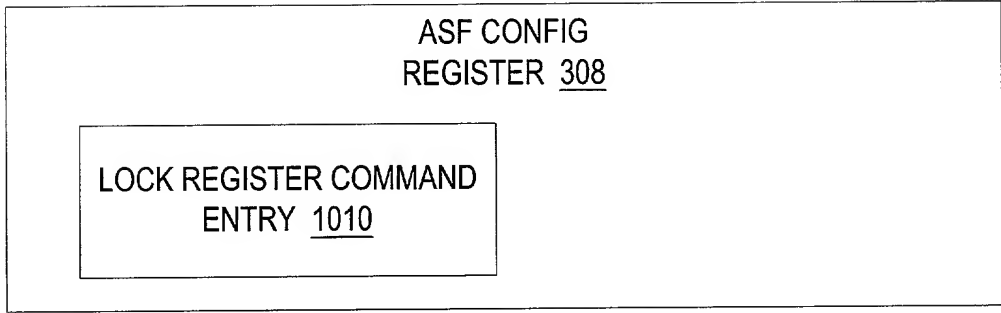 ASF CONFIG
REGISTER 308
LOCK REGISTER COMMAND
ENTRY 1010